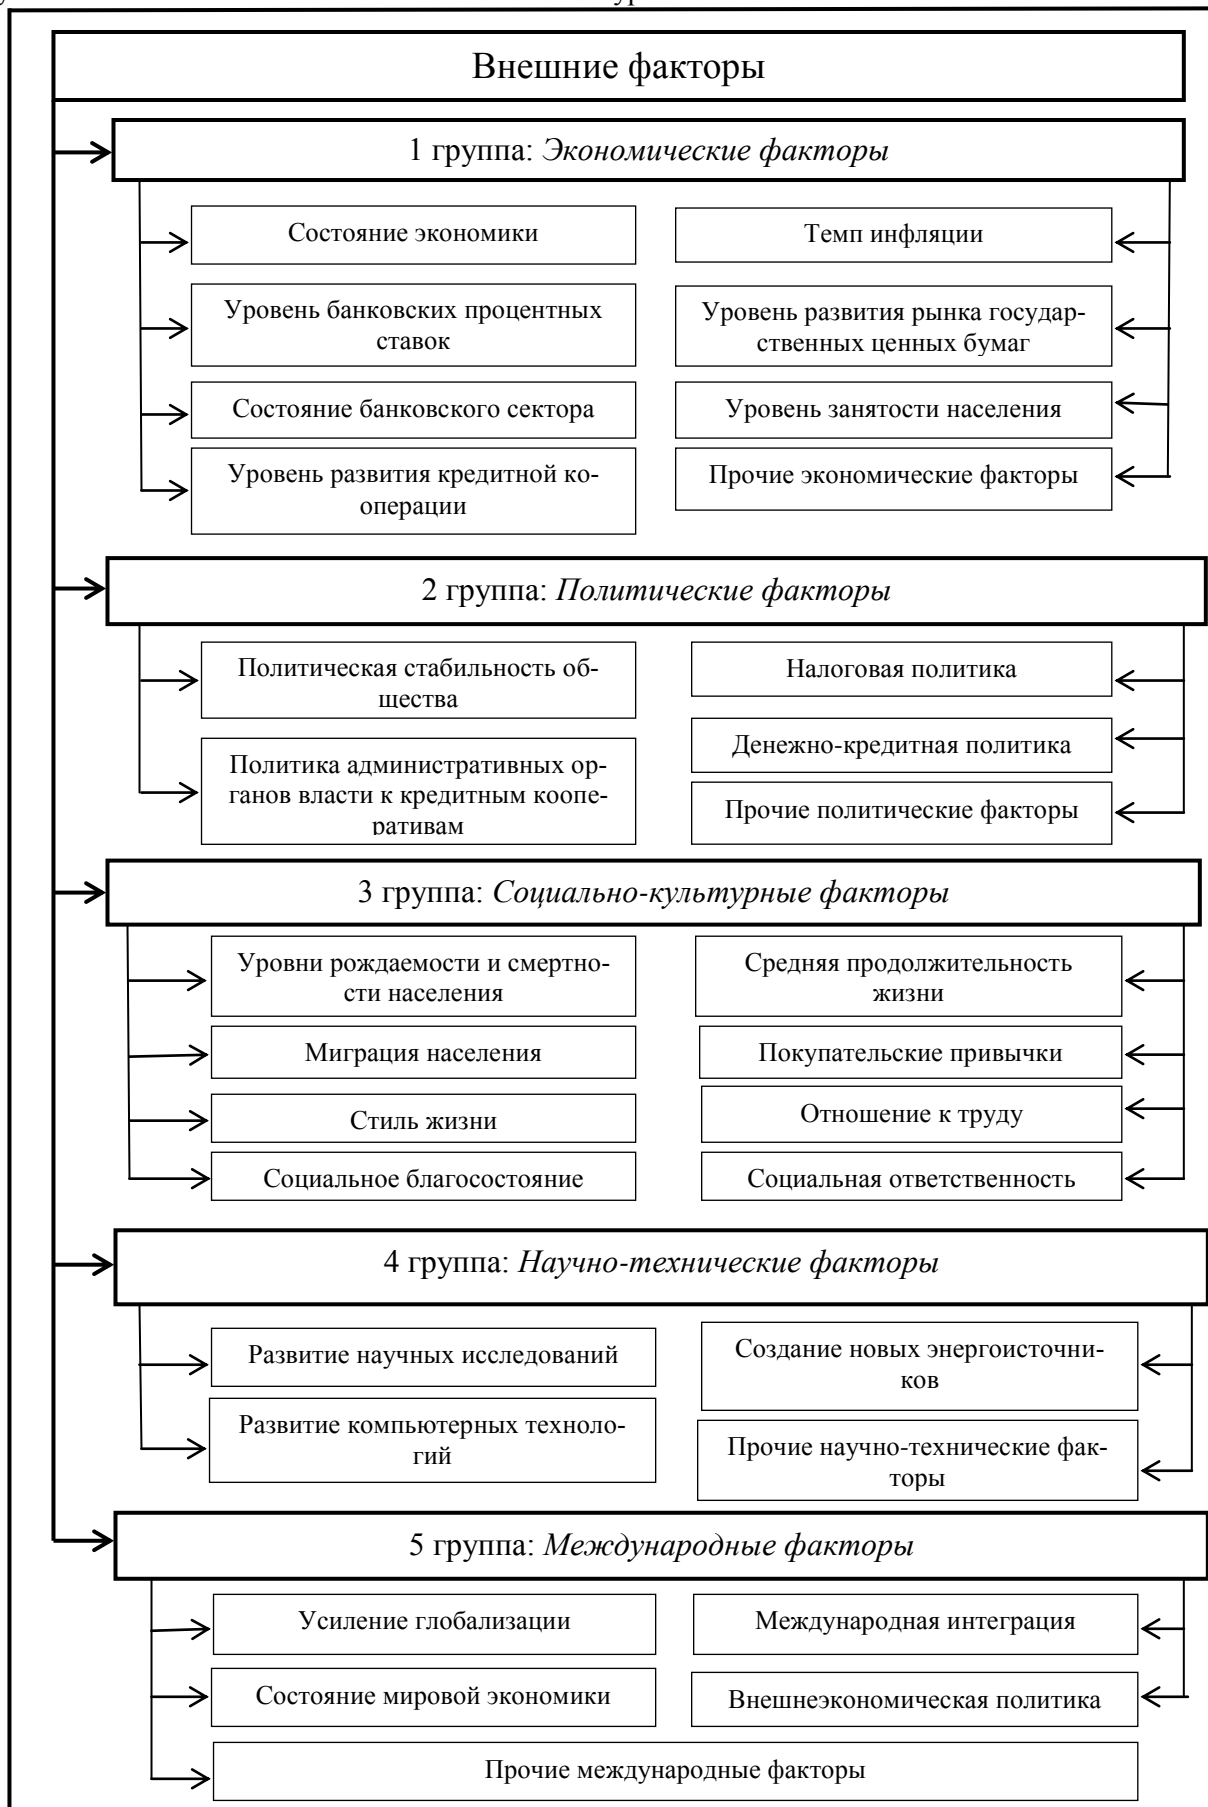 Внешние факторы
1 группа: Экономические факторы
Состояние экономики
Темп инфляции
Уровень банковских процентных
ставок
Уровень развития рынка государ-
ственных ценных бумаг
Состояние банковского сектора
Уровень занятости населения
Уровень развития кредитной ко-
операции
Прочие экономические факторы
2 группа: Политические факторы
Политическая стабильность об-
щества
Налоговая политика
Политика административных ор-
ганов власти к кредитным коопе-
ративам
Денежно-кредитная политика
Прочие политические факторы
3 группа: Социально-культурные факторы
Уровни рождаемости и смертно-
сти населения
Средняя продолжительность
жизни
Миграция населения
Покупательские привычки
Стиль жизни
Отношение к труду
Социальное благосостояние
Социальная ответственность
4 группа: Научно-технические факторы
Развитие научных исследований
Создание новых энергоисточни-
ков
Развитие компьютерных техноло-
гий
Прочие научно-технические фак-
торы
5 группа: Международные факторы
Усиление глобализации
Международная интеграция
Состояние мировой экономики
Внешнеэкономическая политика
Прочие международные факторы